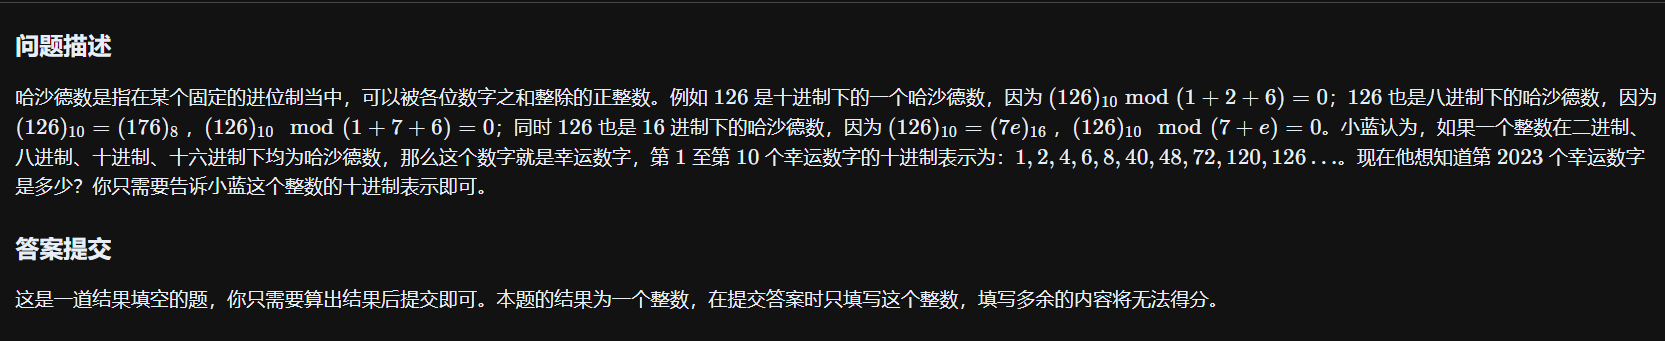 问题描述
哈沙德数是指在某个固定的进位制当中，可以被各位数字之和整除的正整数。例如 126 是十进制下的一个哈沙德数，因为 (126)₁₀ mod (1 + 2 + 6) = 0；126 也是八进制下的哈沙德数，因为
(126)₁₀ = (176)₈ ，(126)₁₀ mod (1 + 7 + 6) = 0；同时 126 也是 16 进制下的哈沙德数，因为 (126)₁₀ = (7e)₁₆ ，(126)₁₀ mod (7 + e) = 0。小蓝认为，如果一个整数在二进制、
八进制、十进制、十六进制下均为哈沙德数，那么这个数字就是幸运数字，第 1 至第 10 个幸运数字的十进制表示为：1, 2, 4, 6, 8, 40, 48, 72, 120, 126 . . .。现在他想知道第 2023 个幸运数字
是多少？你只需要告诉小蓝这个整数的十进制表示即可。
答案提交
这是一道结果填空的题，你只需要算出结果后提交即可。本题的结果为一个整数，在提交答案时只填写这个整数，填写多余的内容将无法得分。